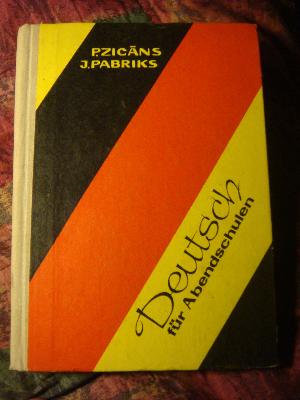 P.ZICĀNS
J.PABRIKS
Deutsch
für Abendschulen